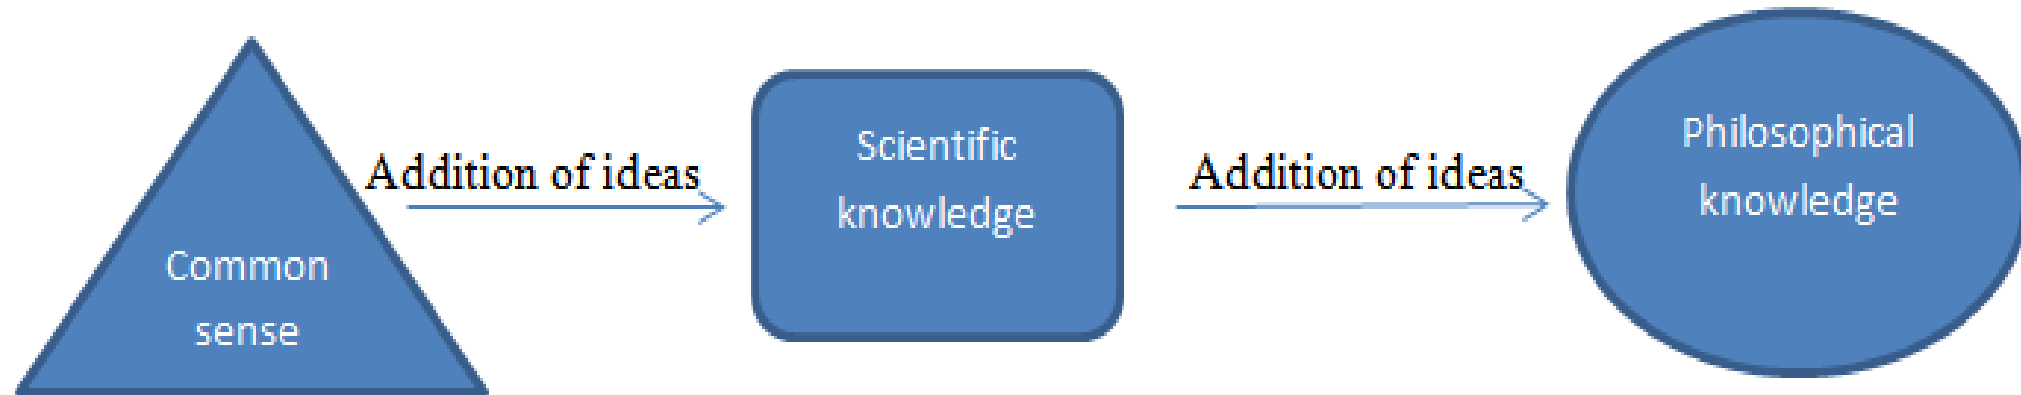 Common
sense
Addition of ideas
Scientific
knowledge
Addition of ideas
Philosophical
knowledge